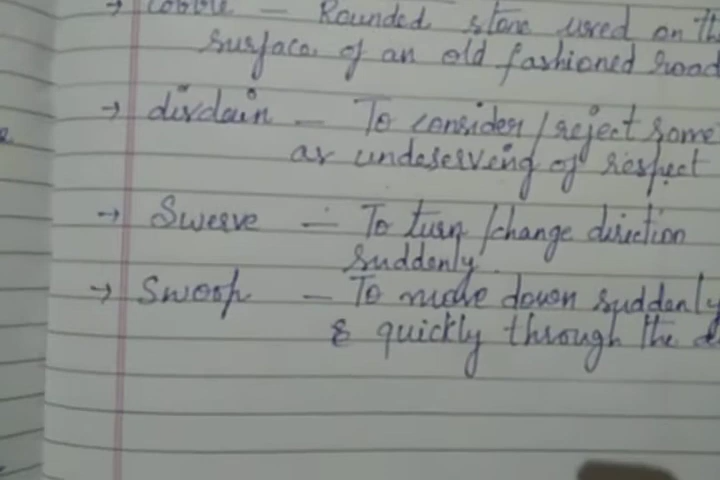 → Cobble – Rounded stone used on the
surface of an old fashioned road
→ disdain – To consider / reject some
as undeserving of respect
→ Swerve – To turn / change direction
suddenly.
→ Swoop – To move down suddenly
& quickly through the